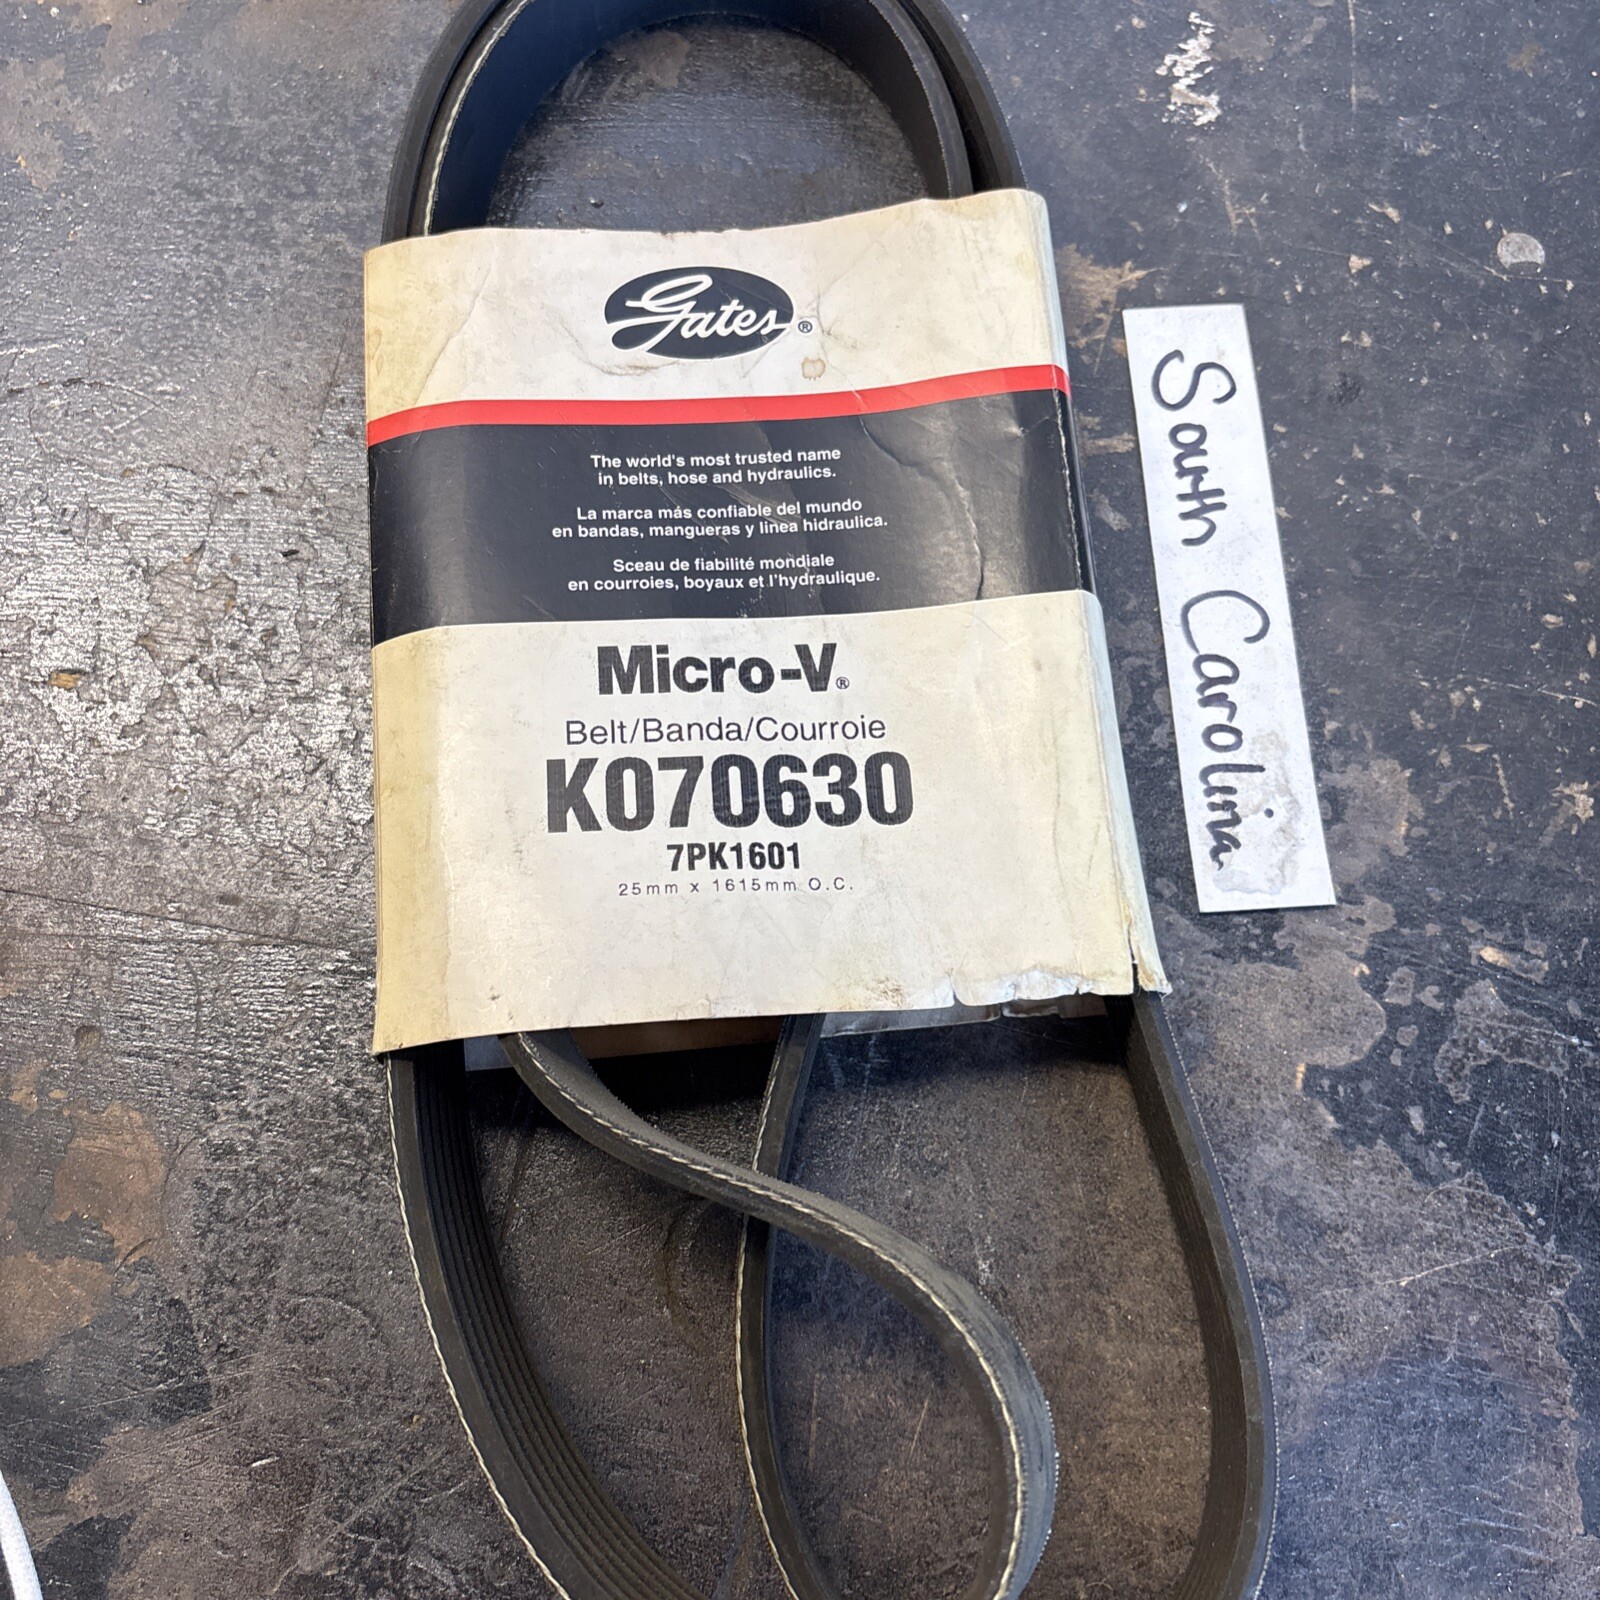 Gates®
The world's most trusted name
in belts, hose and hydraulics.
La marca más confiable del mundo
en bandas, mangueras y linea hidraulica.
Sceau de fiabilité mondiale
en courroies, boyaux et l'hydraulique.
Micro-V®
Belt/Banda/Courroie
K070630
7PK1601
25mm x 1615mm O.C.
South Carolina